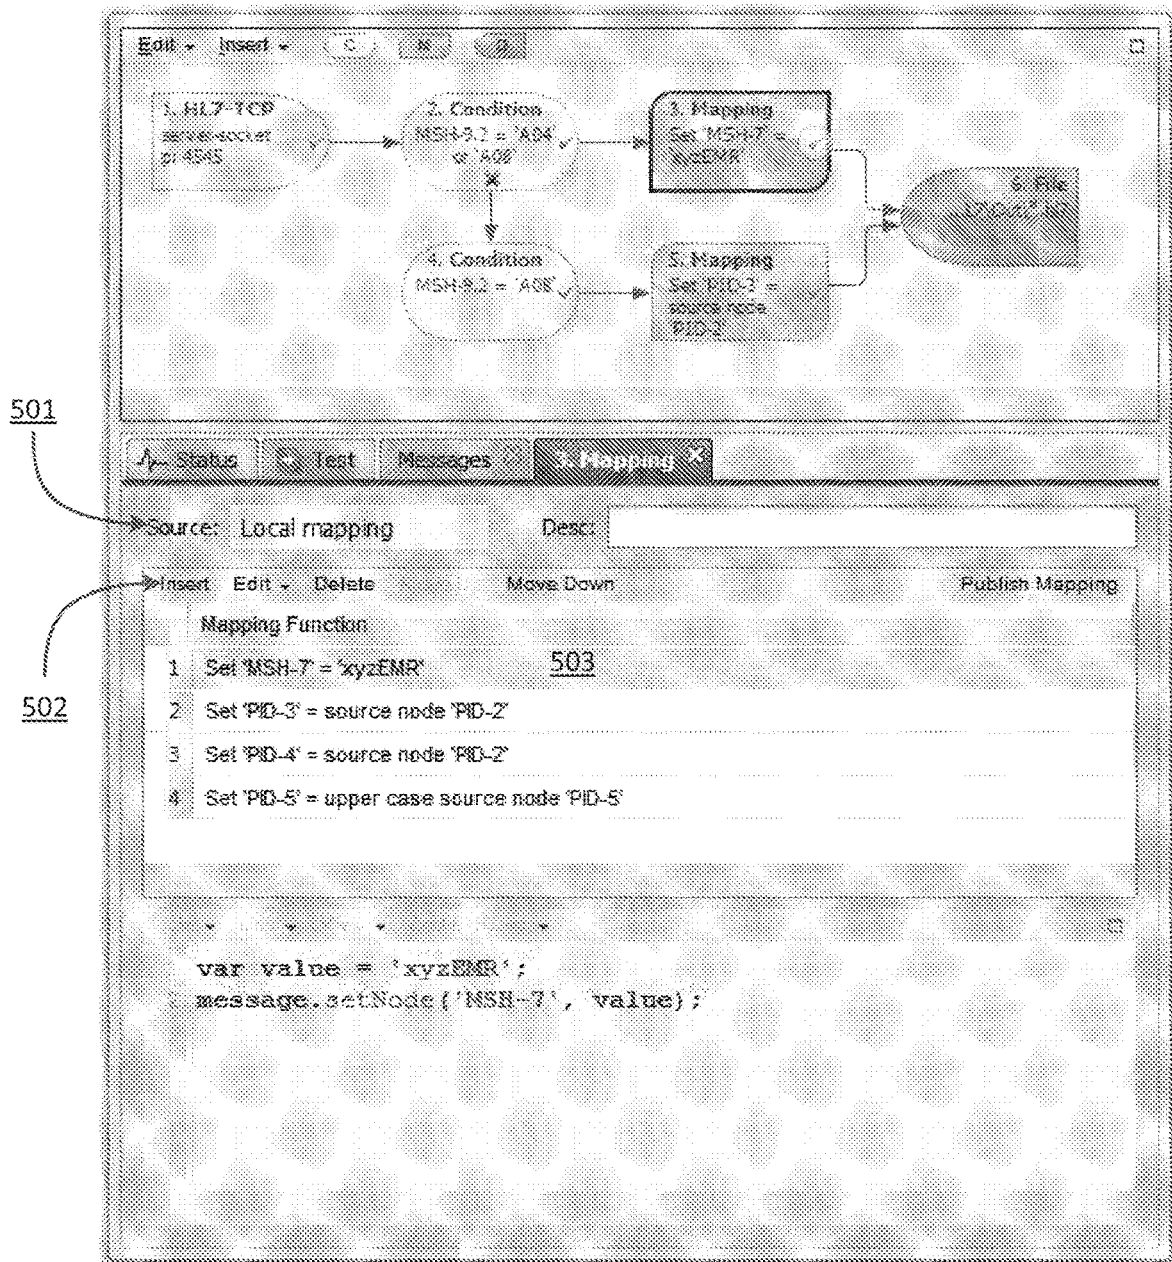 Edit Insert C M
1. HL7-TCP
server-socket
pt 4545
2. Condition
MSH-9.2 = 'A04'
or 'A08'
3. Mapping
Set 'MSH-7' =
'xyzEMR'
6. File
4. Condition
MSH-9.2 = 'A08'
5. Mapping
Set 'PID-3' =
source node
'PID-2'
501
Status Test Messages 3. Mapping
Source: Local mapping Desc:
Insert Edit Delete Move Down Publish Mapping
Mapping Function
1 Set 'MSH-7' = 'xyzEMR' 503
502
2 Set 'PID-3' = source node 'PID-2'
3 Set 'PID-4' = source node 'PID-2'
4 Set 'PID-5' = upper case source node 'PID-5'
var value = 'xyzEMR';
message.setNode('MSH-7', value);